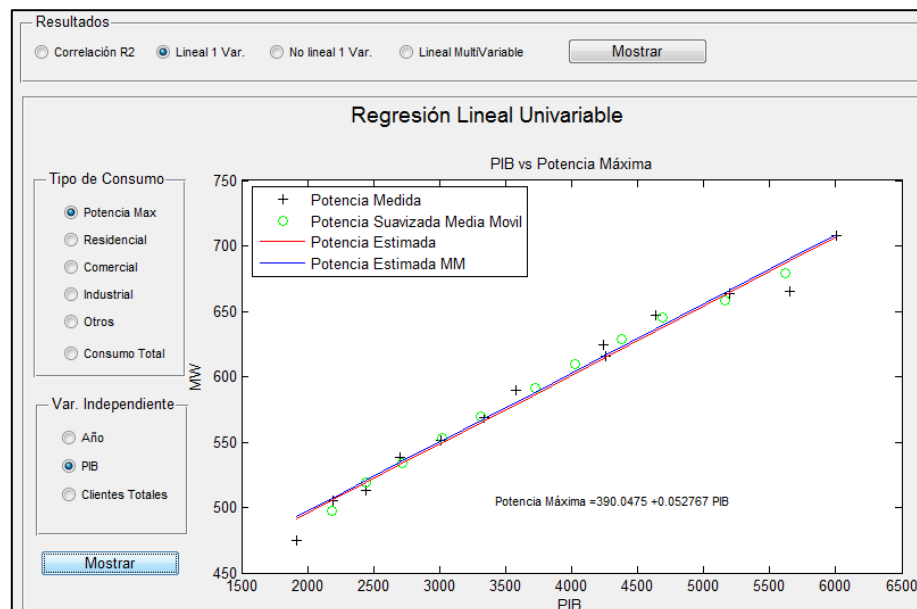 Resultados
Correlación R2
Lineal 1 Var.
No lineal 1 Var.
Lineal MultiVariable
Mostrar
Regresión Lineal Univariable
Tipo de Consumo
Potencia Max
Residencial
Comercial
Industrial
Otros
Consumo Total
Var. Independiente
Año
PIB
Clientes Totales
Mostrar
PIB vs Potencia Máxima
750
700
650
600
550
500
450
MW
Potencia Medida
Potencia Suavizada Media Movil
Potencia Estimada
Potencia Estimada MM
Potencia Máxima =390.0475 +0.052767 PIB
1500 2000 2500 3000 3500 4000 4500 5000 5500 6000 6500
PIB